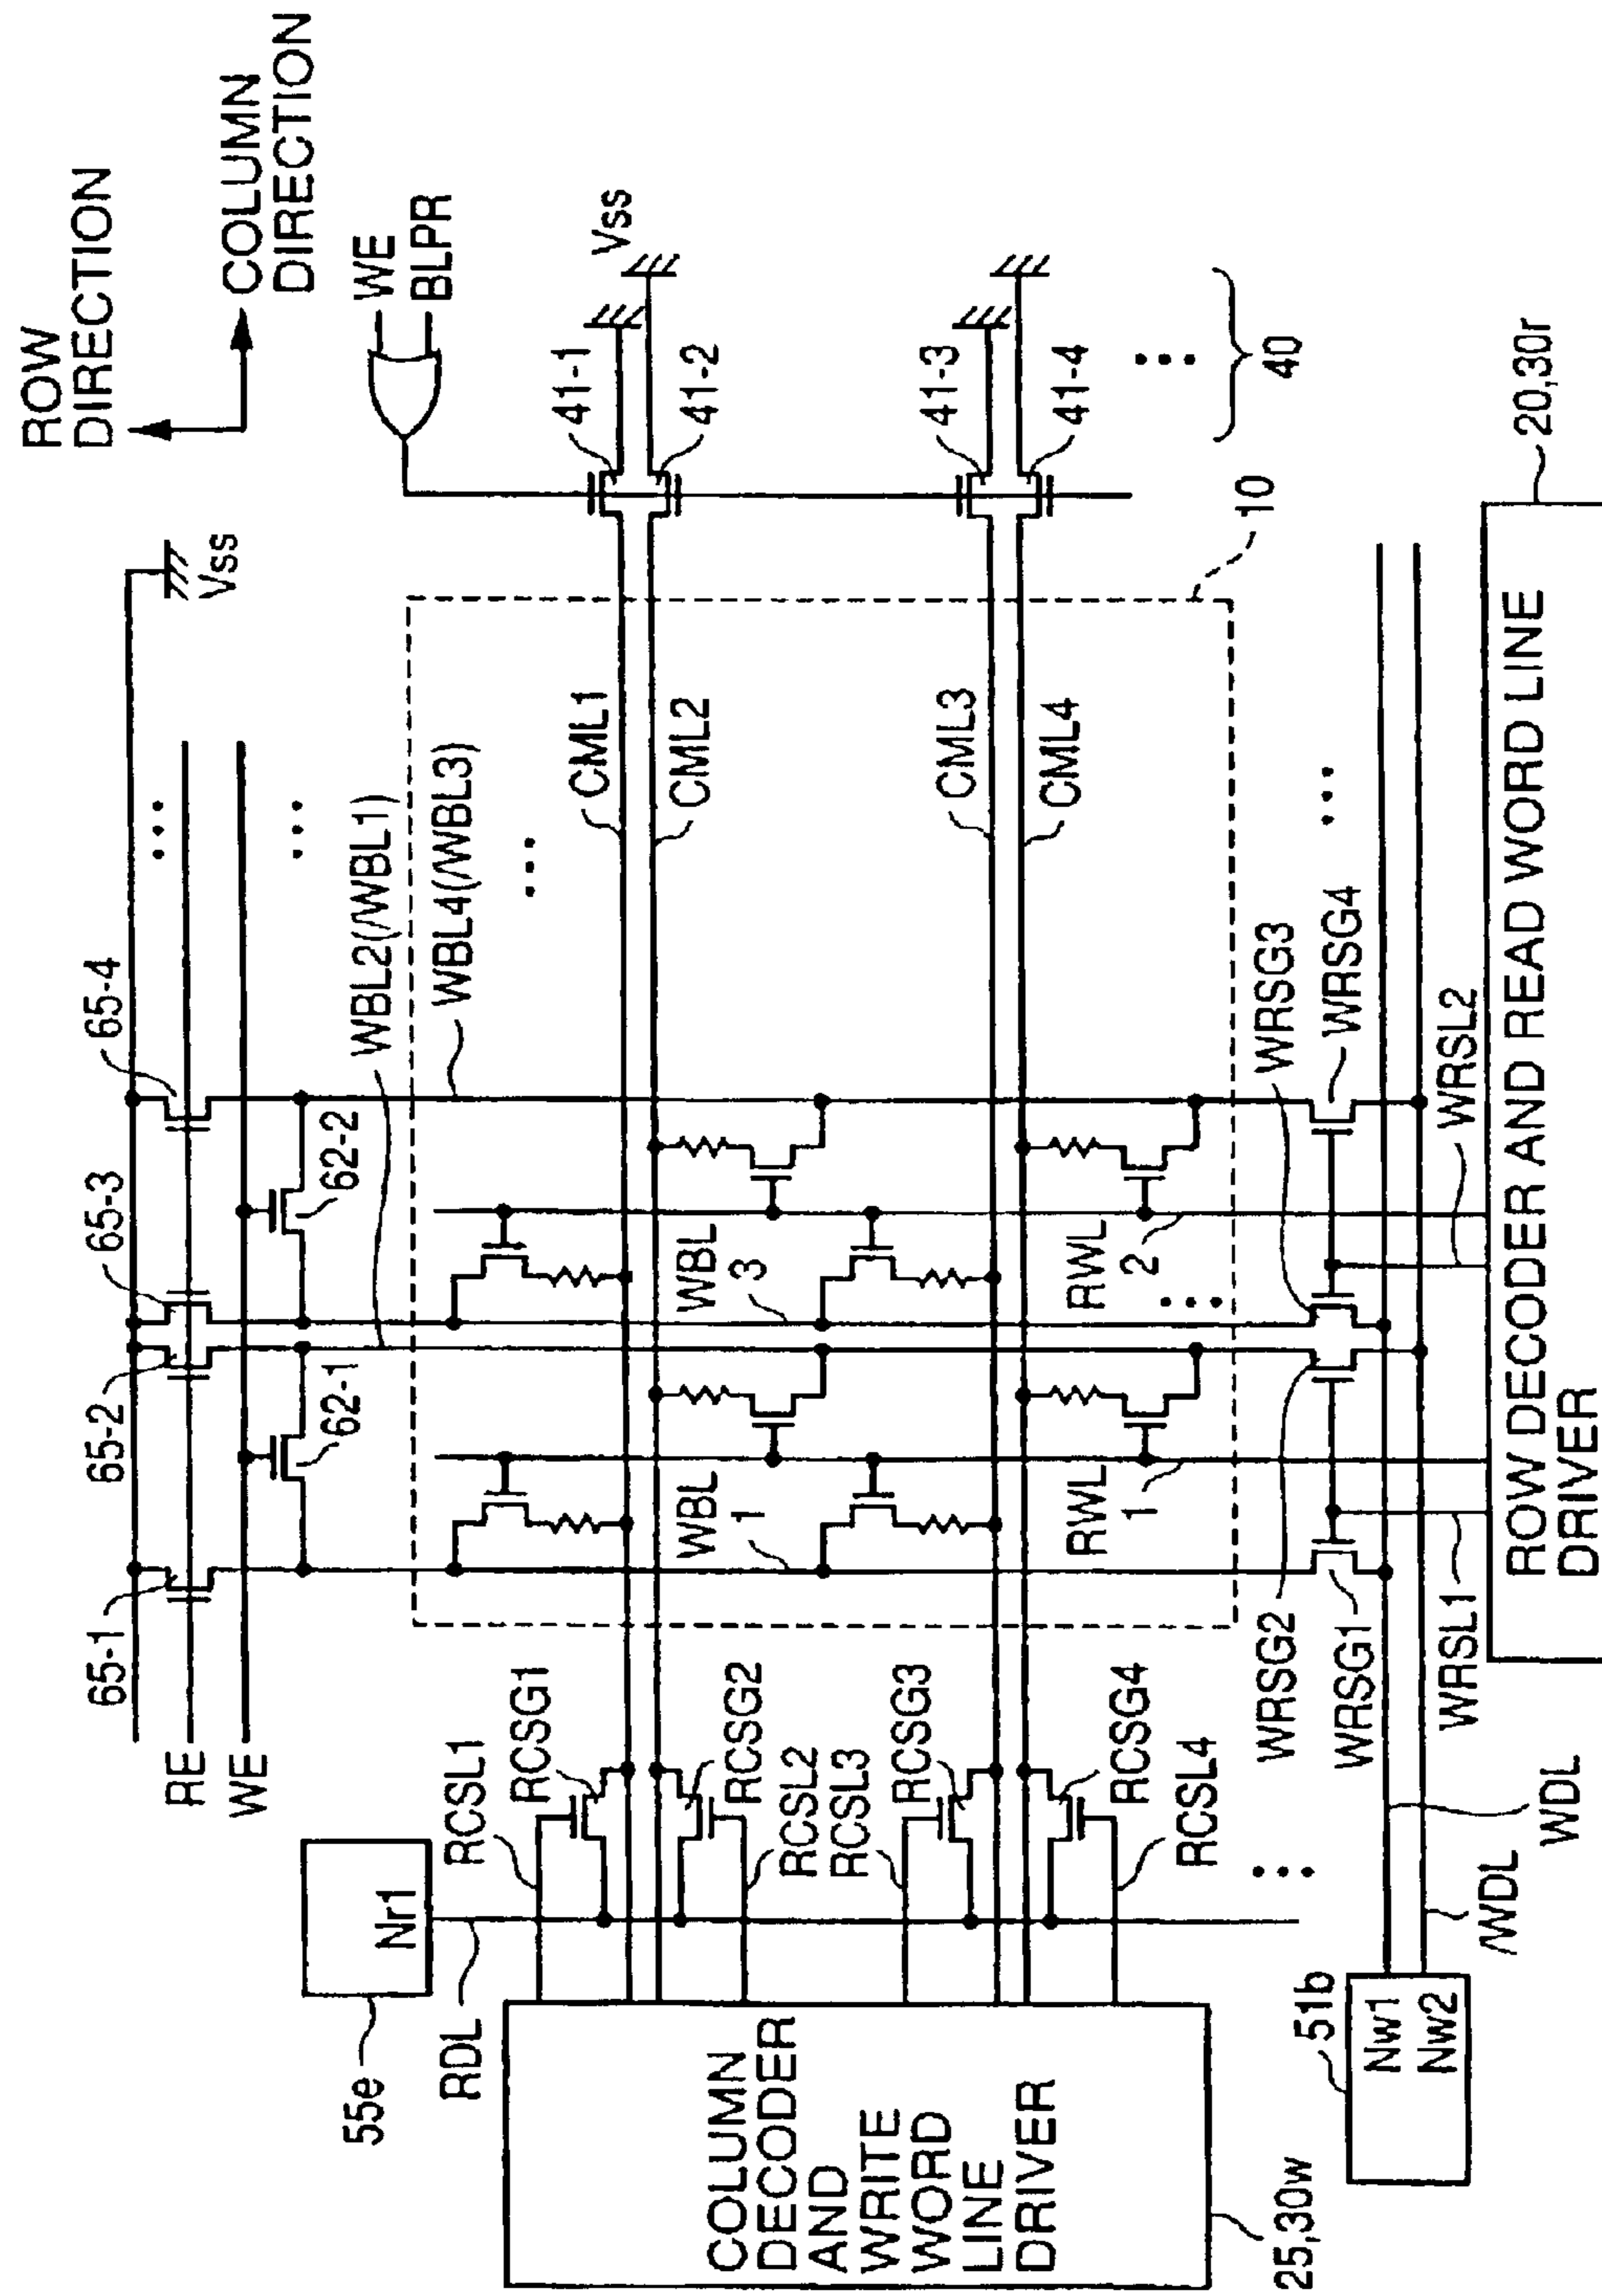 ROW
DIRECTION
COLUMN
DIRECTION
WE
BLPR
Vss
Vss
41-1
41-2
41-3
41-4
40
10
20,30r
65-1
65-2
65-3
65-4
RE
WE
62-1
62-2
WBL2(/WBL1)
WBL4(/WBL3)
CML1
CML2
CML3
CML4
WBL
1
WBL
3
RWL
1
RWL
2
55e
Nr1
RDL
RCSL1
RCSG1
RCSG2
RCSL2
RCSL3
RCSG3
RCSG4
RCSL4
COLUMN
DECODER
AND
WRITE
WORD
LINE
DRIVER
25,30w
51b
Nw1
Nw2
WDL
/WDL
WRSG1
WRSG2
WRSG3
WRSG4
WRSL1
WRSL2
ROW DECODER AND READ WORD LINE
DRIVER